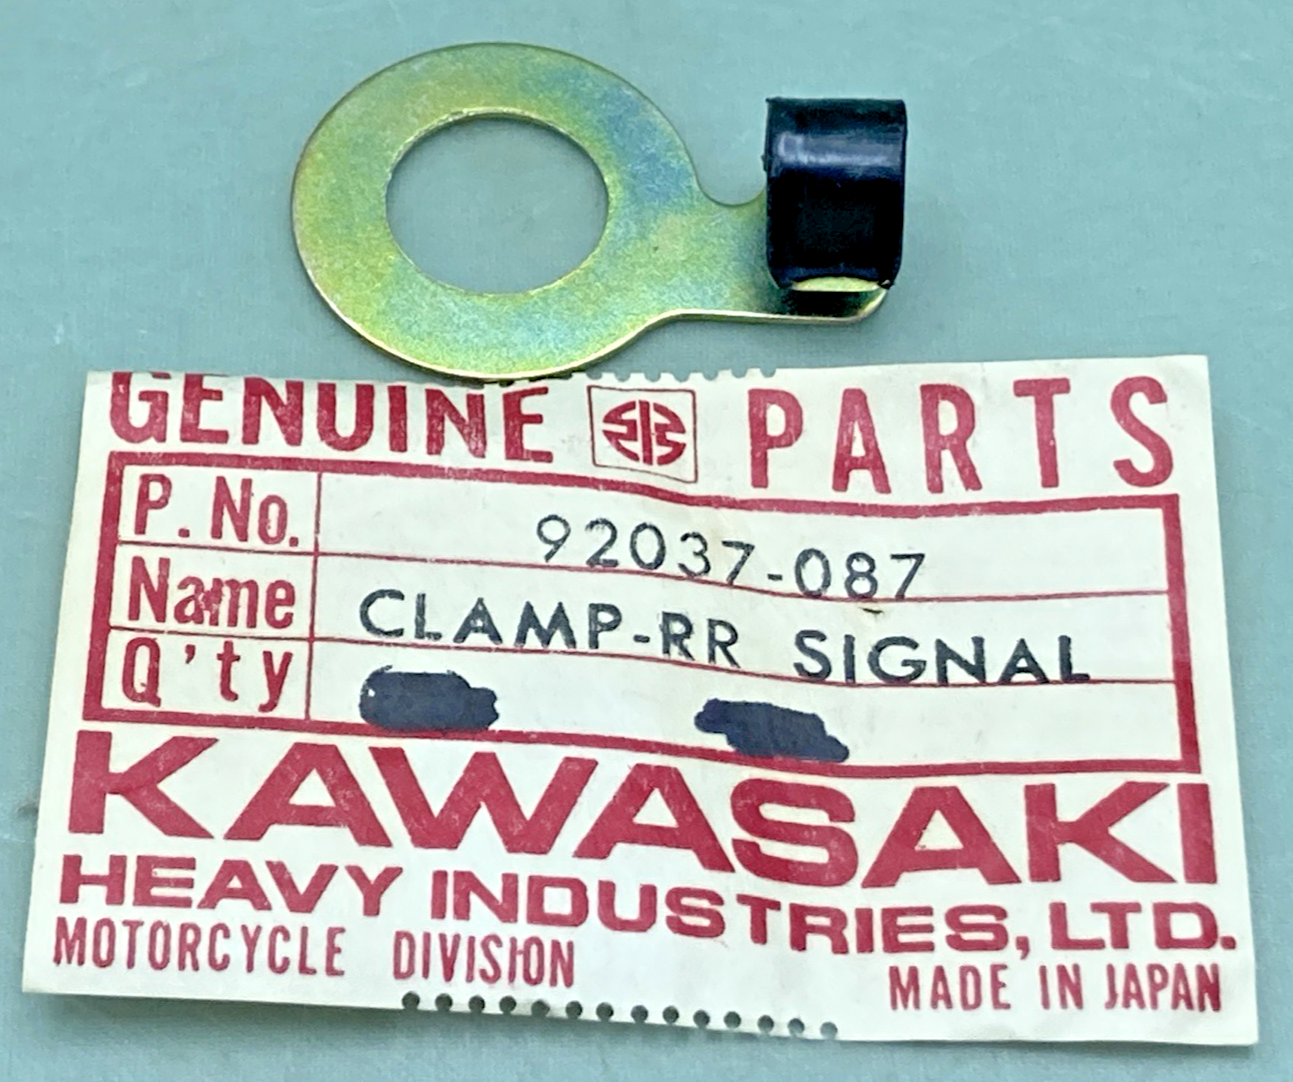 GENUINE PARTS
P. No. 92037-087
Name CLAMP-RR SIGNAL
Q'ty
KAWASAKI
HEAVY INDUSTRIES, LTD.
MOTORCYCLE DIVISION MADE IN JAPAN